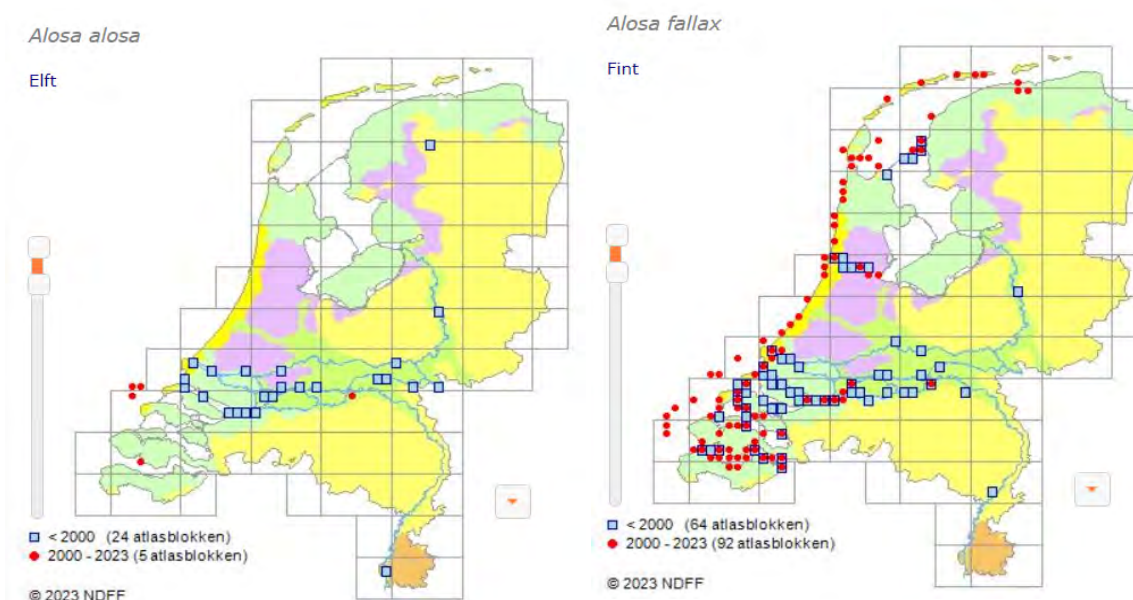 Alosa alosa
Elft
< 2000 (24 atlasblokken)
2000 - 2023 (5 atlasblokken)
© 2023 NDFF
Alosa fallax
Fint
< 2000 (64 atlasblokken)
2000 - 2023 (92 atlasblokken)
© 2023 NDFF